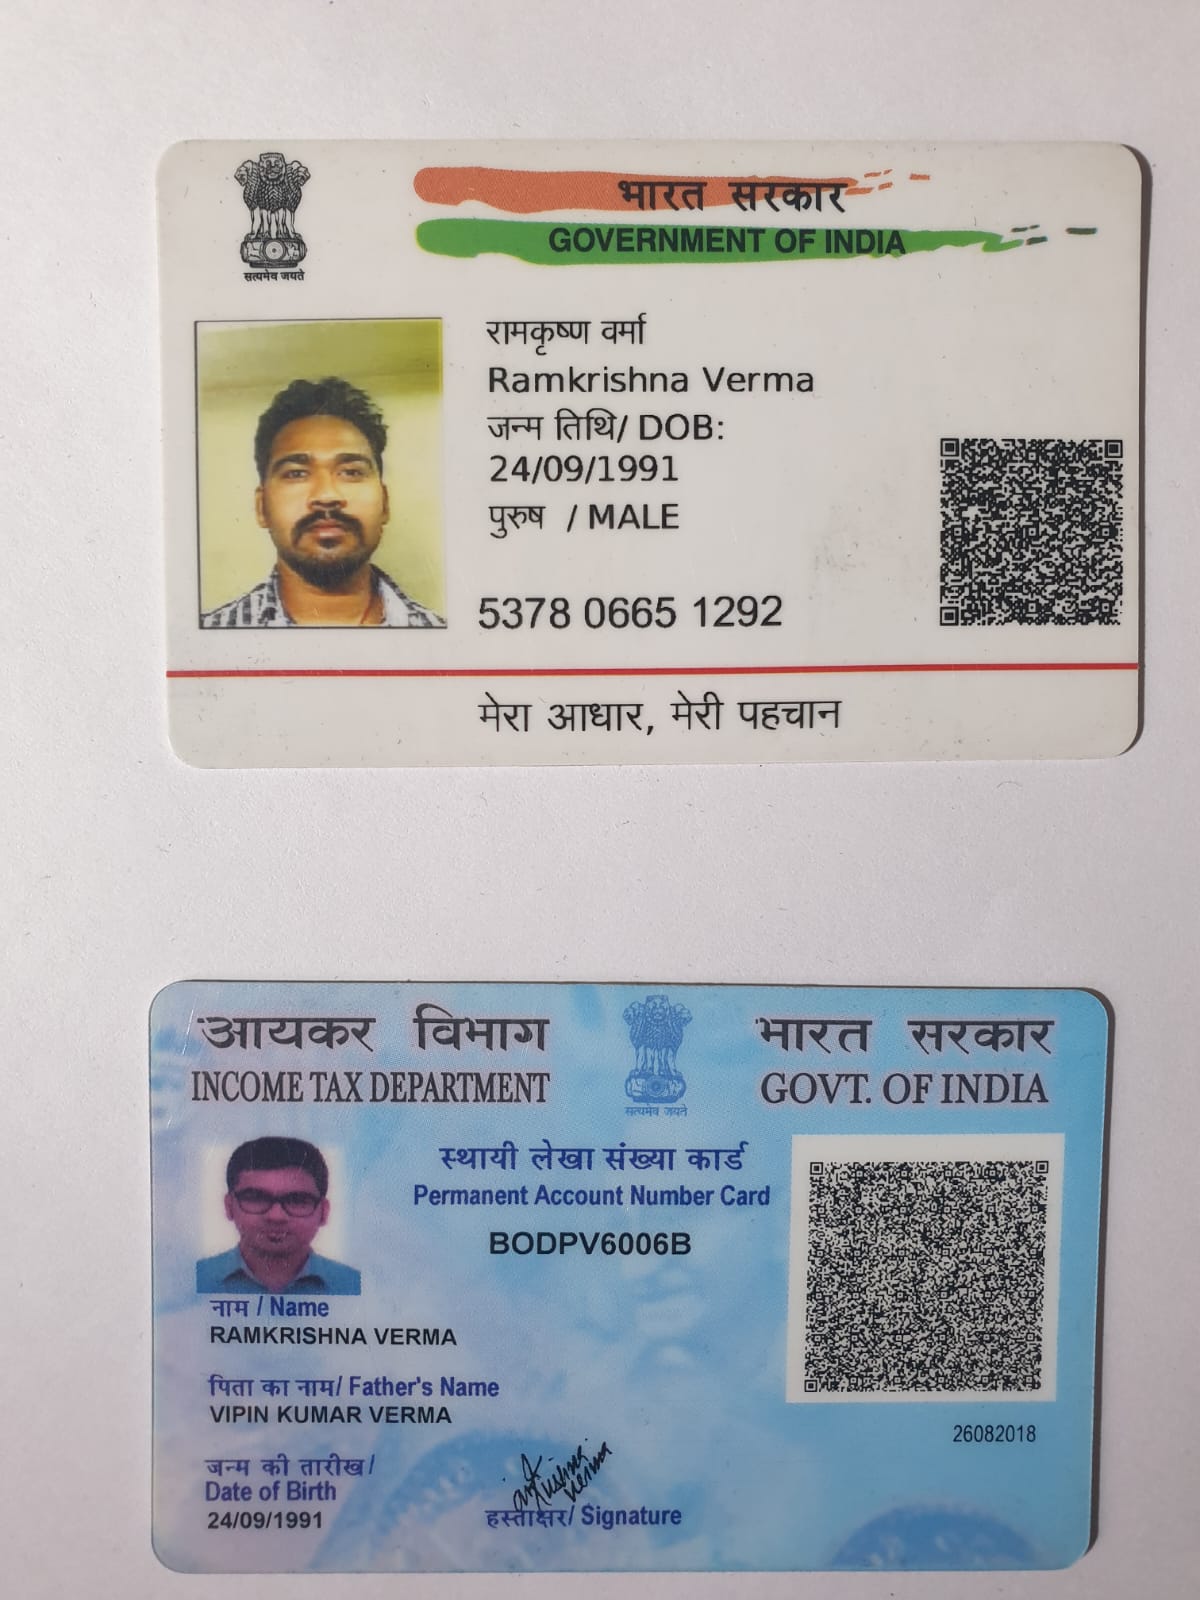 भारत सरकार
GOVERNMENT OF INDIA
सत्यमेव जयते
रामकृष्ण वर्मा
Ramkrishna Verma
जन्म तिथि/ DOB:
24/09/1991
पुरुष / MALE
5378 0665 1292
मेरा आधार, मेरी पहचान
आयकर विभाग
INCOME TAX DEPARTMENT
सत्यमेव जयते
भारत सरकार
GOVT. OF INDIA
स्थायी लेखा संख्या कार्ड
Permanent Account Number Card
BODPV6006B
नाम / Name
RAMKRISHNA VERMA
पिता का नाम/ Father's Name
VIPIN KUMAR VERMA
26082018
जन्म की तारीख/
Date of Birth
24/09/1991
Verma
हस्ताक्षर/ Signature